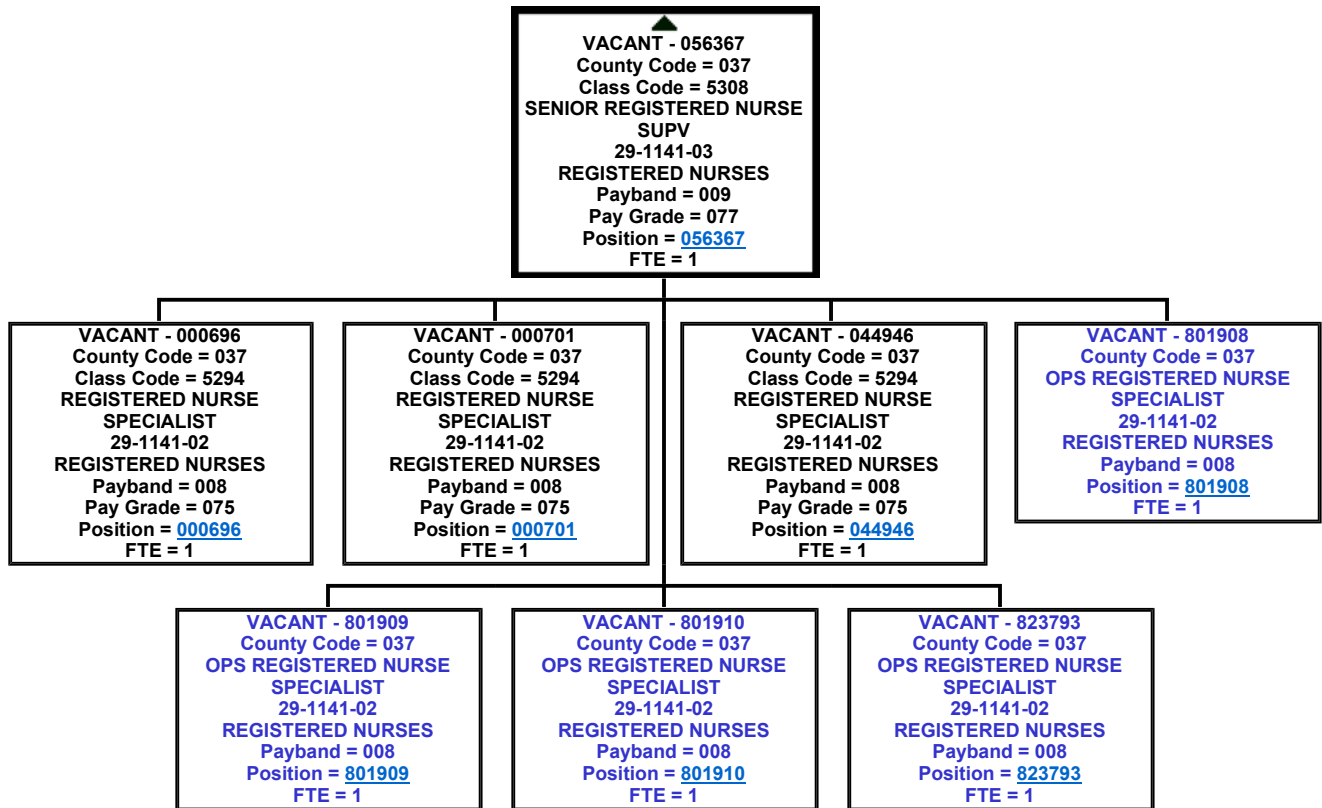 VACANT - 056367
County Code = 037
Class Code = 5308
SENIOR REGISTERED NURSE
SUPV
29-1141-03
REGISTERED NURSES
Payband = 009
Pay Grade = 077
Position = 056367
FTE = 1
VACANT - 000696
County Code = 037
Class Code = 5294
REGISTERED NURSE
SPECIALIST
29-1141-02
REGISTERED NURSES
Payband = 008
Pay Grade = 075
Position = 000696
FTE = 1
VACANT - 000701
County Code = 037
Class Code = 5294
REGISTERED NURSE
SPECIALIST
29-1141-02
REGISTERED NURSES
Payband = 008
Pay Grade = 075
Position = 000701
FTE = 1
VACANT - 044946
County Code = 037
Class Code = 5294
REGISTERED NURSE
SPECIALIST
29-1141-02
REGISTERED NURSES
Payband = 008
Pay Grade = 075
Position = 044946
FTE = 1
VACANT - 801908
County Code = 037
OPS REGISTERED NURSE
SPECIALIST
29-1141-02
REGISTERED NURSES
Payband = 008
Position = 801908
FTE = 1
VACANT - 801909
County Code = 037
OPS REGISTERED NURSE
SPECIALIST
29-1141-02
REGISTERED NURSES
Payband = 008
Position = 801909
FTE = 1
VACANT - 801910
County Code = 037
OPS REGISTERED NURSE
SPECIALIST
29-1141-02
REGISTERED NURSES
Payband = 008
Position = 801910
FTE = 1
VACANT - 823793
County Code = 037
OPS REGISTERED NURSE
SPECIALIST
29-1141-02
REGISTERED NURSES
Payband = 008
Position = 823793
FTE = 1